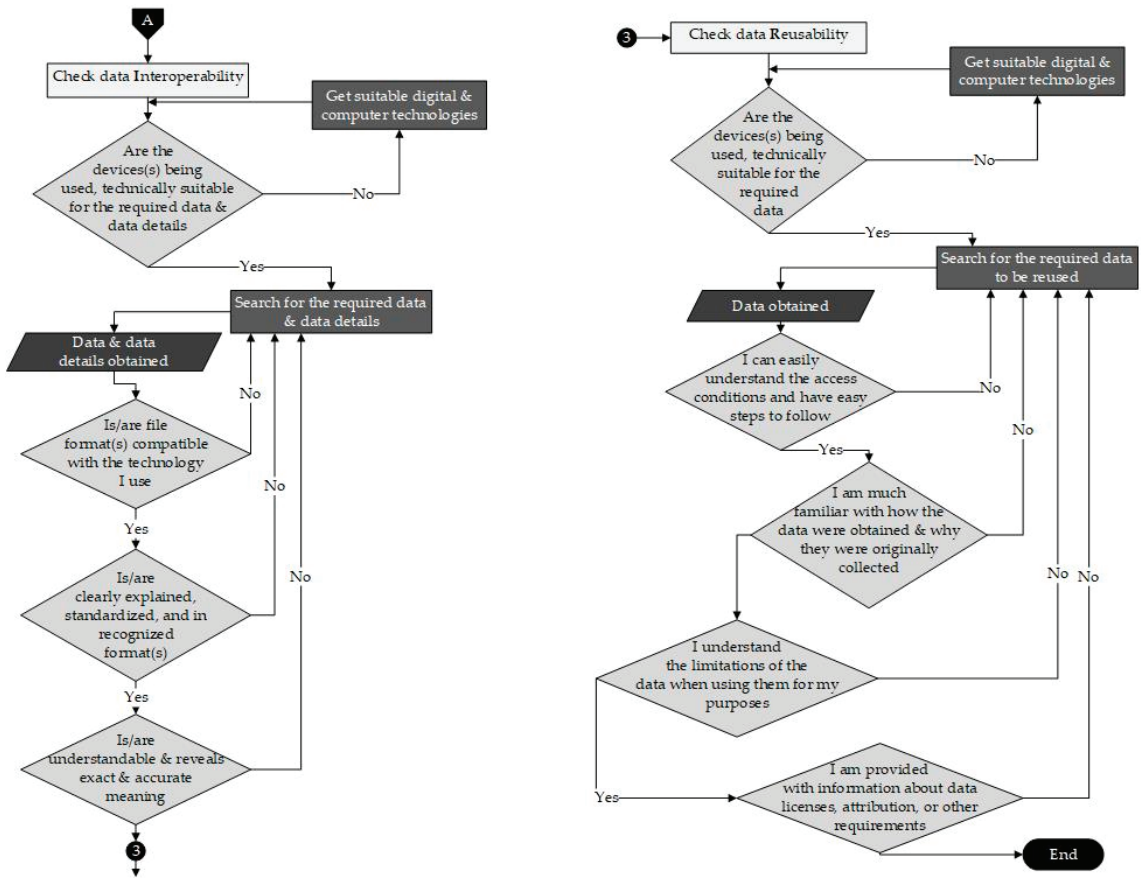 A
Check data Interoperability
Get suitable digital &
computer technologies
Are the
devices(s) being
used, technically suitable
for the required data &
data details
No
Yes
Search for the required data
& data details
Data & data
details obtained
No
Is/are file
format(s) compatible
with the technology
I use
No
Yes
Is/are
clearly explained,
standardized, and in
recognized
format(s)
No
Yes
Is/are
understandable & reveals
exact & accurate
meaning
3
3
Check data Reusability
Get suitable digital &
computer technologies
Are the
devices(s) being
used, technically
suitable for the
required
data
No
Yes
Search for the required data
to be reused
Data obtained
I can easily
understand the access
conditions and have easy
steps to follow
No
No
Yes
I am much
familiar with how the
data were obtained & why
they were originally
collected
No No
I understand
the limitations of the
data when using them for my
purposes
Yes
I am provided
with information about data
licenses, attribution, or other
requirements
End